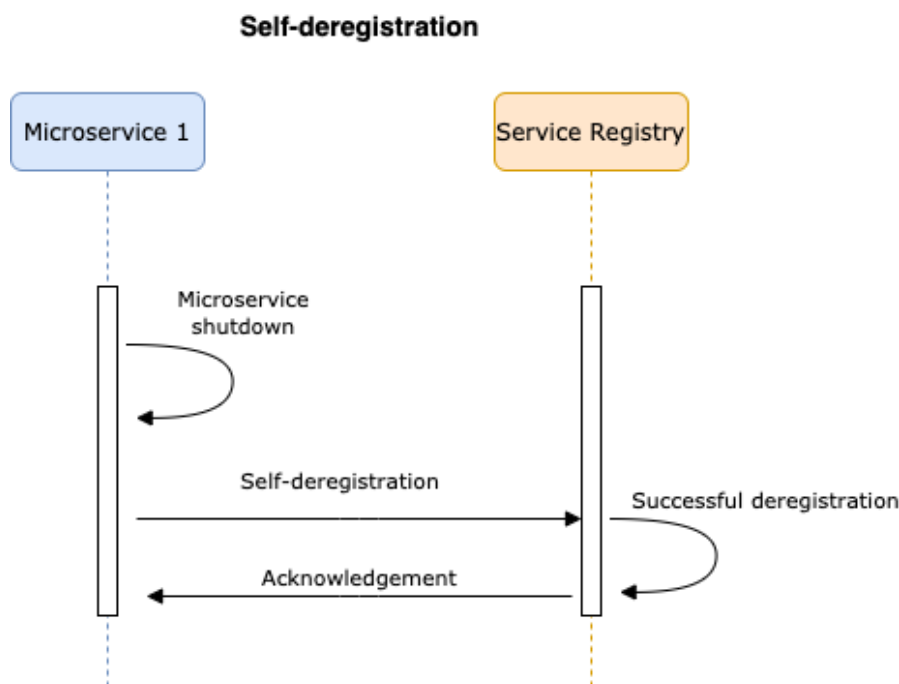 Self-deregistration
Microservice 1
Service Registry
Microservice
shutdown
Self-deregistration
Successful deregistration
Acknowledgement